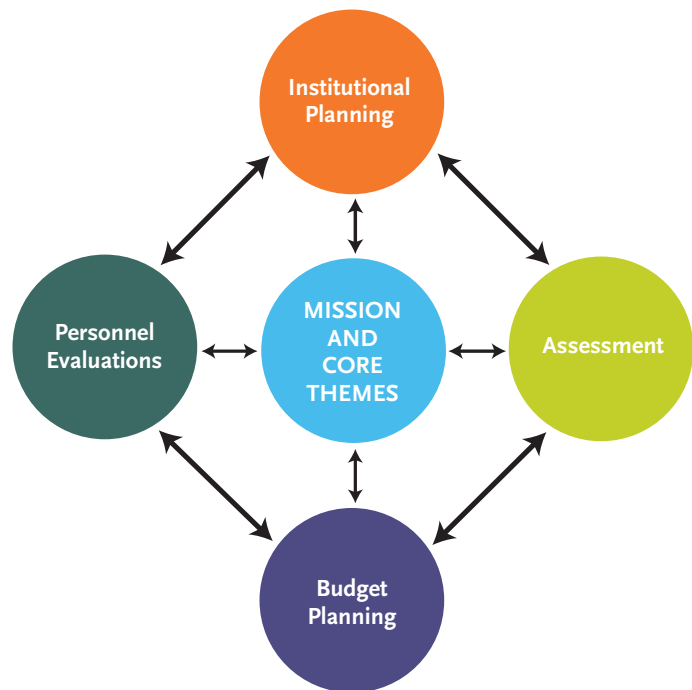 Institutional
Planning
Personnel
Evaluations
MISSION
AND
CORE
THEMES
Assessment
Budget
Planning